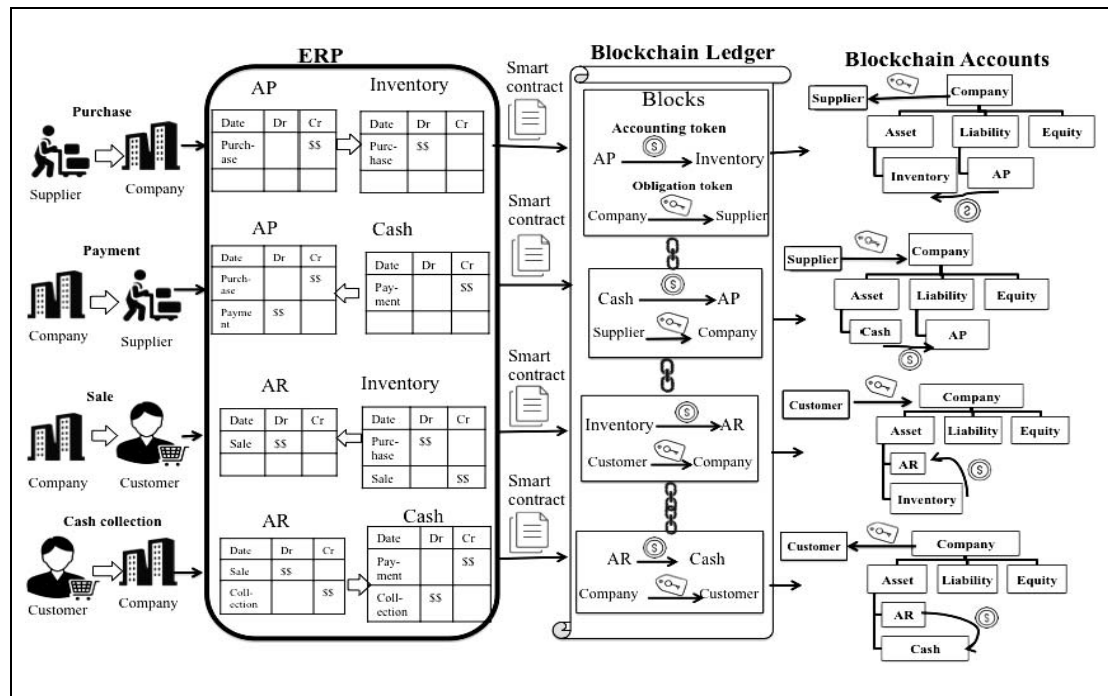 ERP
Blockchain Ledger
Blockchain Accounts
Purchase
Supplier
Company
AP
Date Dr Cr
Purch-
ase
$$
Inventory
Date Dr Cr
Purc-
hase
$$
Smart
contract
Blocks
Accounting token
AP
Inventory
Obligation token
Company
Supplier
Supplier
Company
Asset
Liability
Equity
Inventory
AP
Payment
Company
Supplier
AP
Date Dr Cr
Purch-
ase
$$
Payme
nt
$$
Cash
Date Dr Cr
Pay-
ment
$$
Smart
contract
Cash
AP
Supplier
Company
Supplier
Company
Asset
Liability
Equity
Cash
AP
Sale
Company
Customer
AR
Date Dr Cr
Sale $$
Inventory
Date Dr Cr
Purc-
hase
$$
Sale $$
Smart
contract
Inventory
AR
Customer
Company
Customer
Company
Asset
Liability
Equity
AR
Inventory
Cash collection
Customer
Company
AR
Date Dr Cr
Sale $$
Coll-
ection
$$
Cash
Date Dr Cr
Pay-
ment
$$
Coll-
ection
$$
Smart
contract
AR
Cash
Company
Customer
Customer
Company
Asset
Liability
Equity
AR
Cash